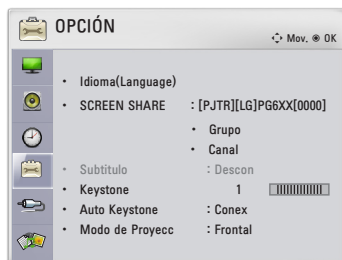 OPCIÓN
Mov. OK
• Idioma(Language)
• SCREEN SHARE : [PJTR][LG]PG6XX[0000]
• Grupo
• Canal
• Subtitulo : Descon
• Keystone 1
• Auto Keystone : Conex
• Modo de Proyecc : Frontal